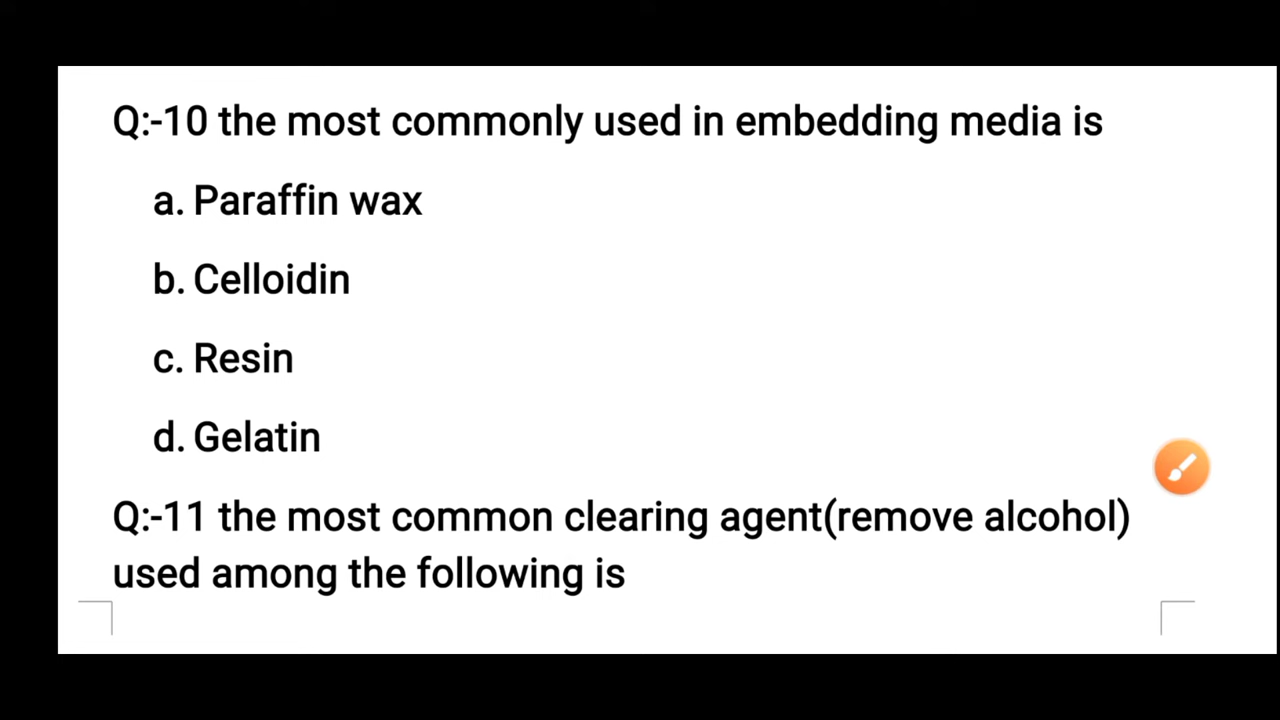 Q:-10 the most commonly used in embedding media is
a. Paraffin wax
b. Celloidin
c. Resin
d. Gelatin
Q:-11 the most common clearing agent(remove alcohol)
used among the following is